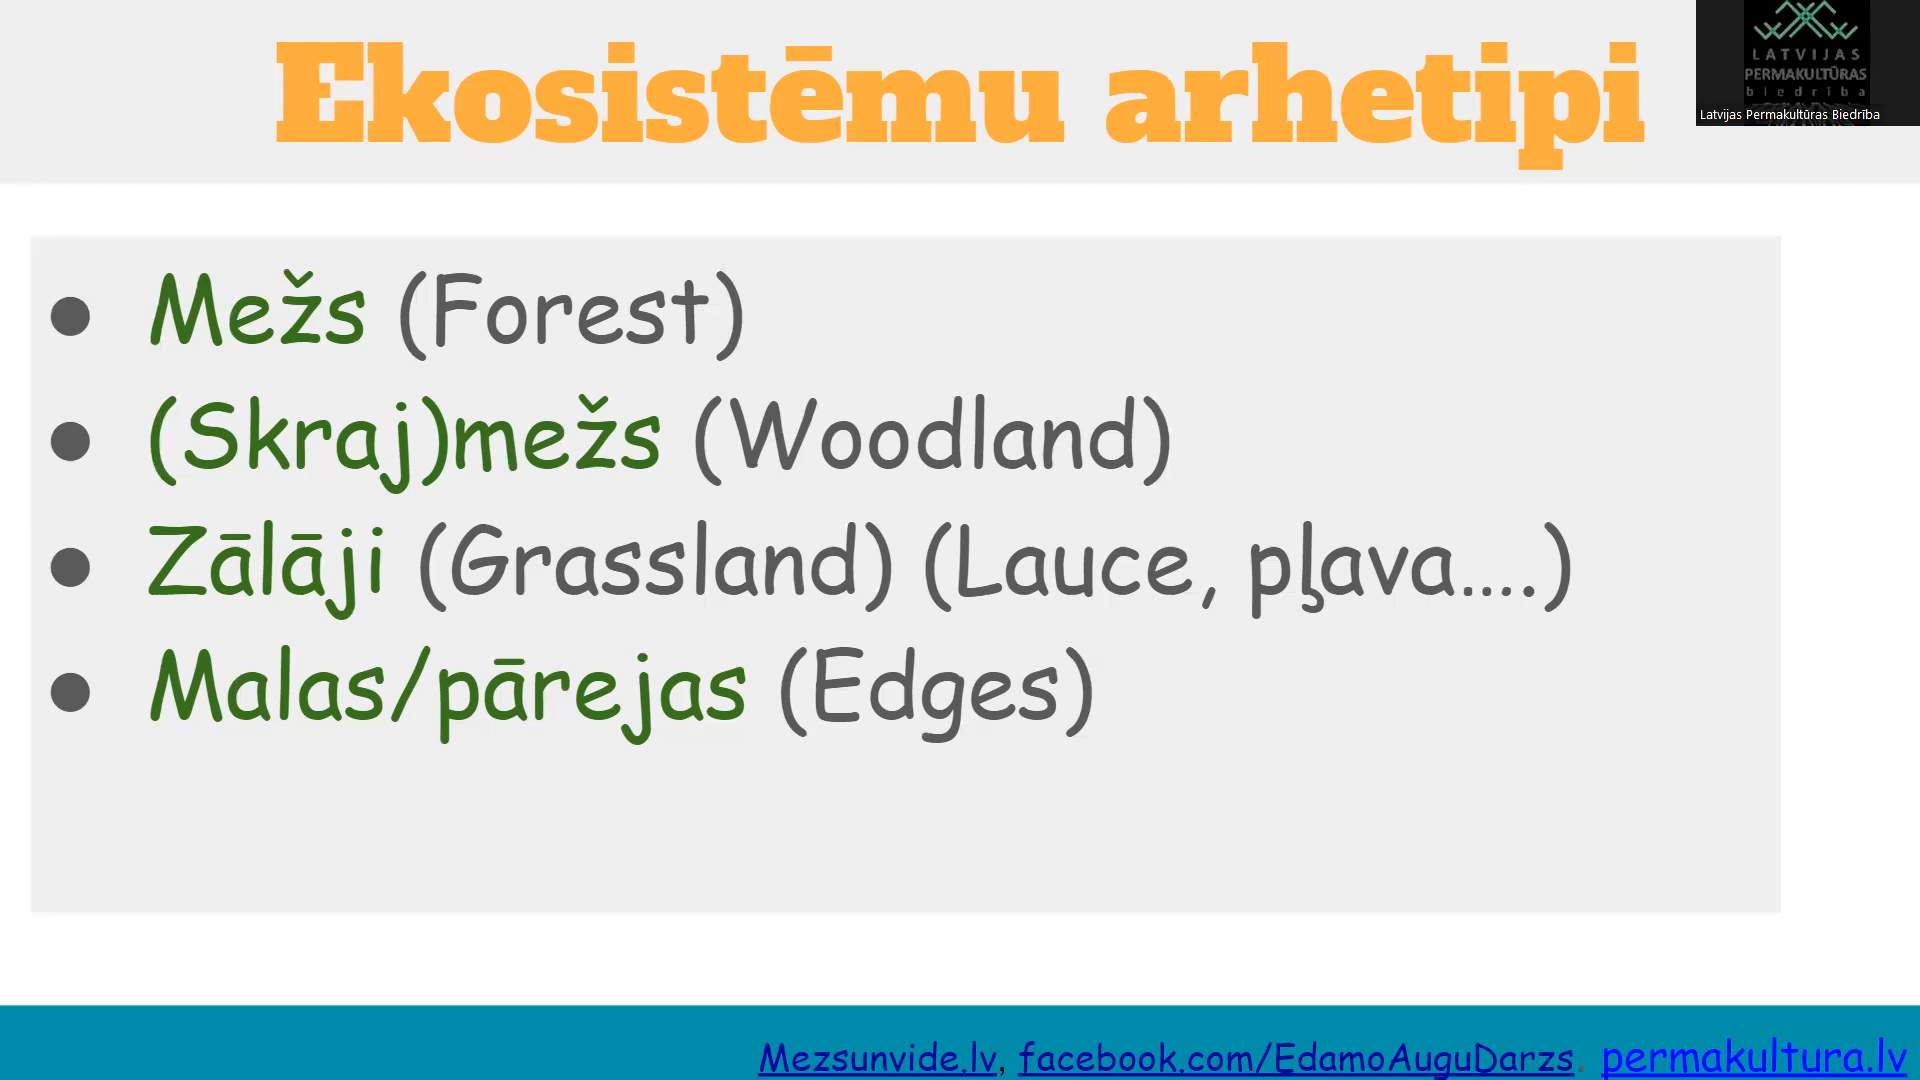 Ekosistēmu arhetipi
LATVIJAS
PERMAKULTŪRAS
biedrība
Latvijas Permakultūras Biedrība
● Mežs (Forest)
● (Skraj)mežs (Woodland)
● Zālāji (Grassland) (Lauce, pļava....)
● Malas/pārejas (Edges)
Mezsunvide.lv, facebook.com/EdamoAuguDarzs. permakultura.lv